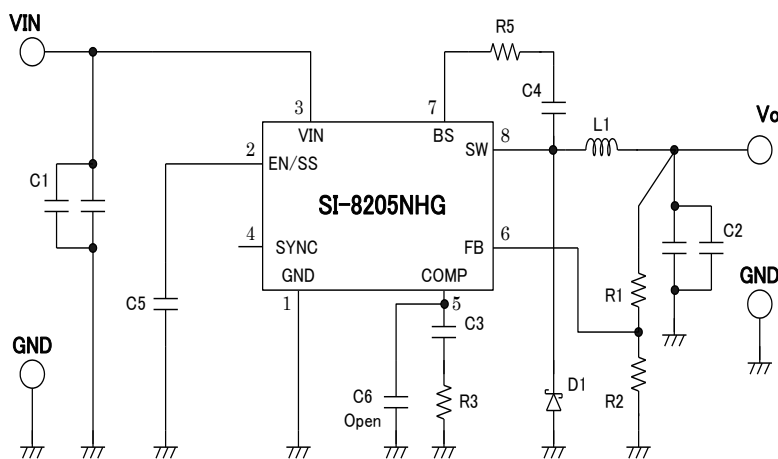 VIN
R5
C4
3
7
L1
Vo
VIN
BS
8
2
SW
EN/SS
C1
SI-8205NHG
4
6
SYNC
FB
C2
GND
COMP
GND
R1
C5
1
5
C3
GND
D1
C6
R3
R2
Open